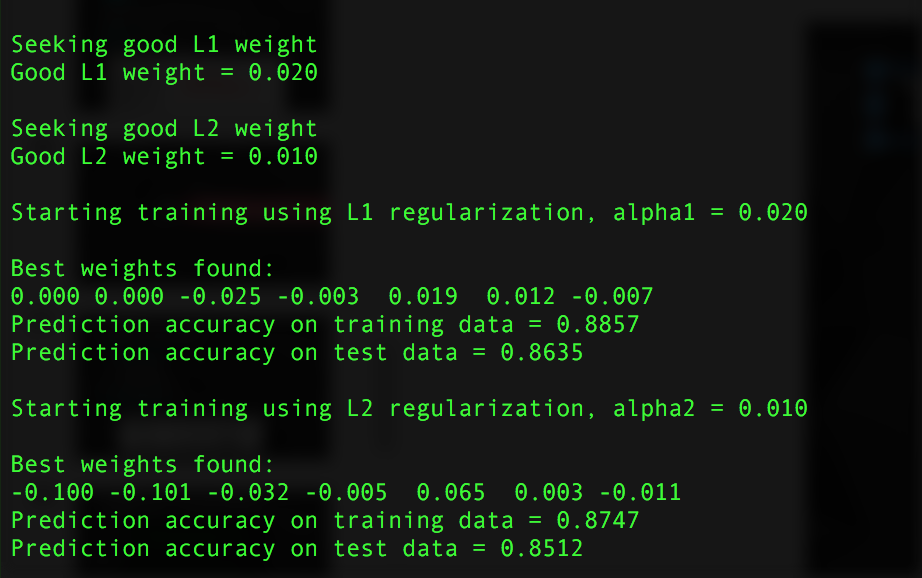 Seeking good L1 weight
Good L1 weight = 0.020
Seeking good L2 weight
Good L2 weight = 0.010
Starting training using L1 regularization, alpha1 = 0.020
Best weights found:
0.000 0.000 -0.025 -0.003  0.019  0.012 -0.007
Prediction accuracy on training data = 0.8857
Prediction accuracy on test data = 0.8635
Starting training using L2 regularization, alpha2 = 0.010
Best weights found:
-0.100 -0.101 -0.032 -0.005  0.065  0.003 -0.011
Prediction accuracy on training data = 0.8747
Prediction accuracy on test data = 0.8512